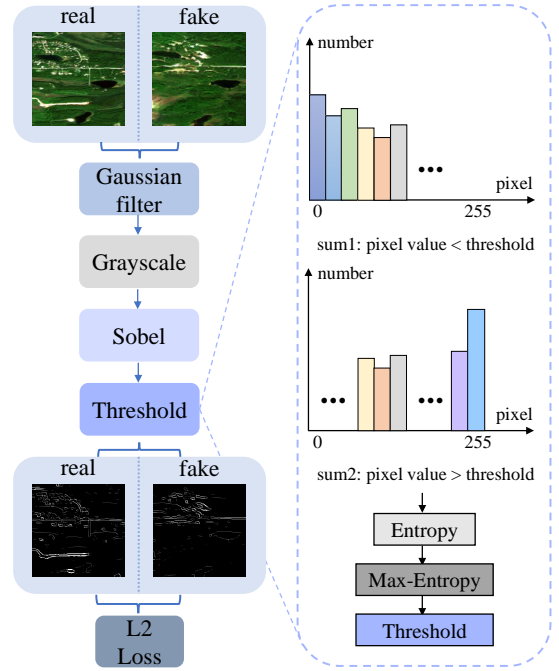 real fake
Gaussian
filter
Grayscale
Sobel
Threshold
real fake
L2
Loss
number
•••
pixel
0 255
sum1: pixel value < threshold
number
••• •••
pixel
0 255
sum2: pixel value > threshold
Entropy
Max-Entropy
Threshold